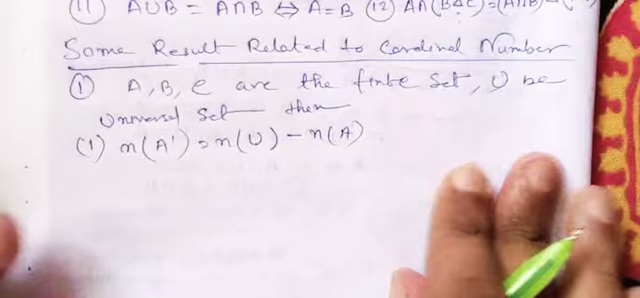 (11) A∪B = A∩B ⇔ A=B (12) A∩(BΔC)=(A∩B)
Some Result Related to Cardinal Number
(1) A, B, C are the finite set, U be
Universal Set then
(1) n(A') = n(U) - n(A)